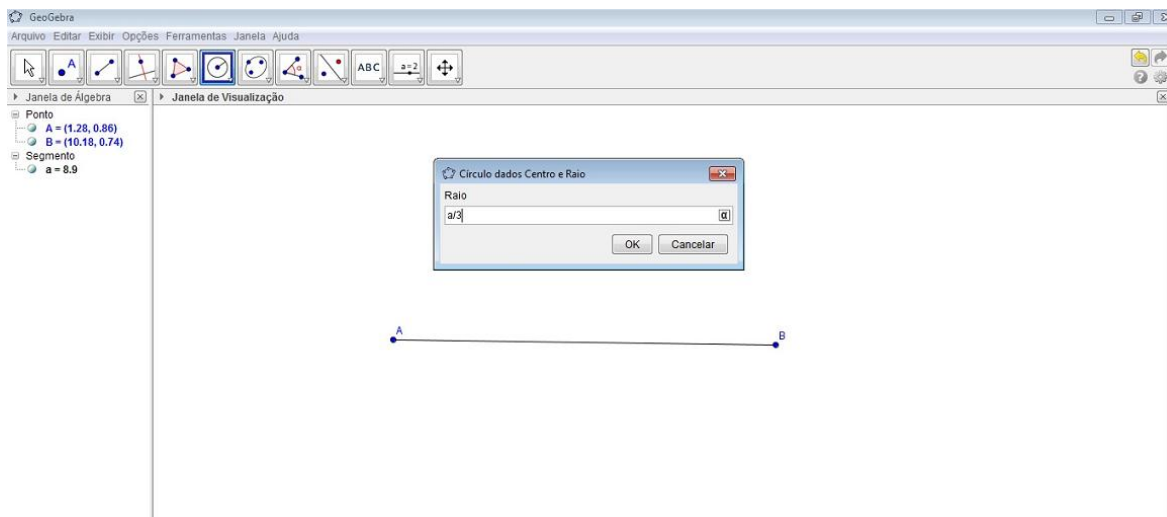 GeoGebra
Arquivo Editar Exibir Opções Ferramentas Janela Ajuda
A
ABC
a=2
Janela de Álgebra
Janela de Visualização
Ponto
A = (1.28, 0.86)
B = (10.18, 0.74)
Segmento
a = 8.9
Círculo dados Centro e Raio
Raio
a/3
α
OK Cancelar
A
B